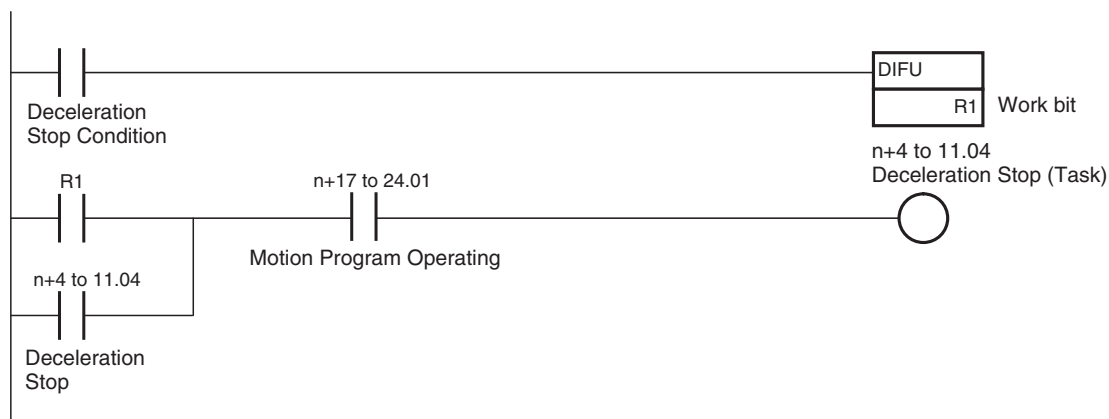 DIFU
R1 Work bit
Deceleration
Stop Condition
n+4 to 11.04
Deceleration Stop (Task)
R1
n+17 to 24.01
Motion Program Operating
n+4 to 11.04
Deceleration
Stop